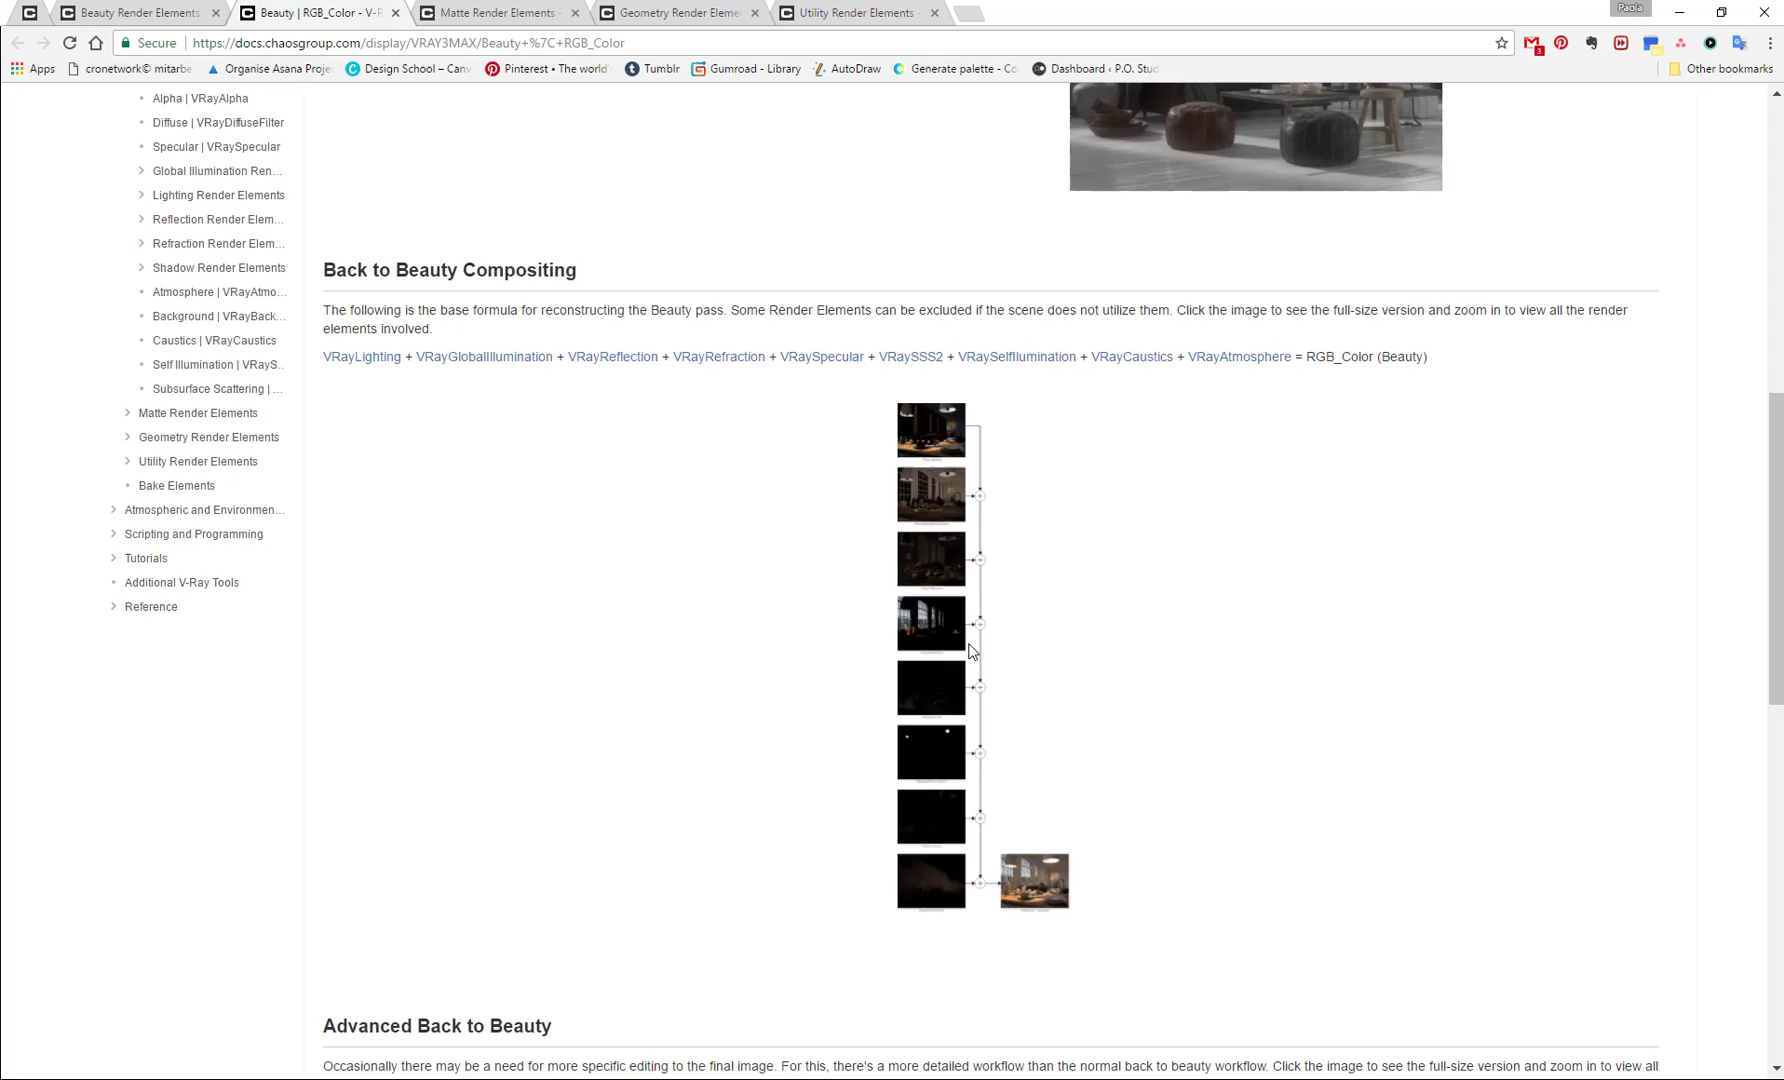 Beauty Render Elements
Beauty | RGB_Color - V-R
Matte Render Elements -
Geometry Render Eleme
Utility Render Elements -
Paola
Secure
https://docs.chaosgroup.com/display/VRAY3MAX/Beauty+%7C+RGB_Color
Apps
cronetwork© mitarbe
Organise Asana Proje
Design School – Canv
Pinterest • The world's
Tumblr
Gumroad - Library
AutoDraw
Generate palette - Co
Dashboard ‹ P.O. Stud
Other bookmarks
Alpha | VRayAlpha
Diffuse | VRayDiffuseFilter
Specular | VRaySpecular
Global Illumination Ren...
Lighting Render Elements
Reflection Render Elem...
Refraction Render Elem...
Shadow Render Elements
Atmosphere | VRayAtmo...
Background | VRayBack...
Caustics | VRayCaustics
Self Illumination | VRayS...
Subsurface Scattering | ...
Matte Render Elements
Geometry Render Elements
Utility Render Elements
Bake Elements
Atmospheric and Environmen...
Scripting and Programming
Tutorials
Additional V-Ray Tools
Reference
Back to Beauty Compositing
The following is the base formula for reconstructing the Beauty pass. Some Render Elements can be excluded if the scene does not utilize them. Click the image to see the full-size version and zoom in to view all the render
elements involved.
VRayLighting + VRayGlobalIllumination + VRayReflection + VRayRefraction + VRaySpecular + VRaySSS2 + VRaySelfIllumination + VRayCaustics + VRayAtmosphere = RGB_Color (Beauty)
Advanced Back to Beauty
Occasionally there may be a need for more specific editing to the final image. For this, there's a more detailed workflow than the normal back to beauty workflow. Click the image to see the full-size version and zoom in to view all